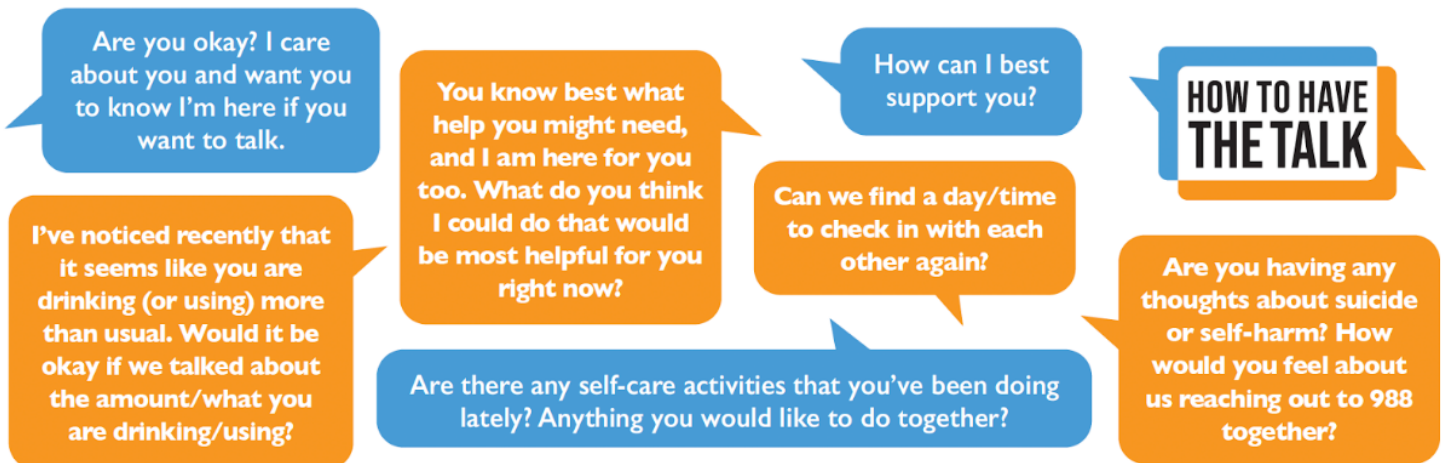 Are you okay? I care
about you and want you
to know I'm here if you
want to talk.
I've noticed recently that
it seems like you are
drinking (or using) more
than usual. Would it be
okay if we talked about
the amount/what you
are drinking/using?
You know best what
help you might need,
and I am here for you
too. What do you think
I could do that would
be most helpful for you
right now?
How can I best
support you?
Can we find a day/time
to check in with each
other again?
Are there any self-care activities that you've been doing
lately? Anything you would like to do together?
HOW TO HAVE
THE TALK
Are you having any
thoughts about suicide
or self-harm? How
would you feel about
us reaching out to 988
together?